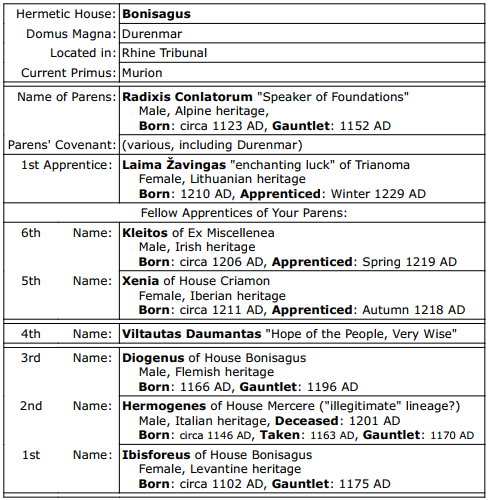 Hermetic House: Bonisagus
Domus Magna: Durenmar
Located in: Rhine Tribunal
Current Primus: Murion
Name of Parens: Radixis Conlatorum "Speaker of Foundations"
Male, Alpine heritage,
Born: circa 1123 AD, Gauntlet: 1152 AD
Parens' Covenant: (various, including Durenmar)
1st Apprentice: Laima Žavingas "enchanting luck" of Trianoma
Female, Lithuanian heritage
Born: 1210 AD, Apprenticed: Winter 1229 AD
Fellow Apprentices of Your Parens:
6th Name: Kleitos of Ex Miscellenea
Male, Irish heritage
Born: circa 1206 AD, Apprenticed: Spring 1219 AD
5th Name: Xenia of House Criamon
Female, Iberian heritage
Born: circa 1211 AD, Apprenticed: Autumn 1218 AD
4th Name: Viltautas Daumantas "Hope of the People, Very Wise"
3rd Name: Diogenus of House Bonisagus
Male, Flemish heritage
Born: 1166 AD, Gauntlet: 1196 AD
2nd Name: Hermogenes of House Mercere ("illegitimate" lineage?)
Male, Italian heritage, Deceased: 1201 AD
Born: circa 1146 AD, Taken: 1163 AD, Gauntlet: 1170 AD
1st Name: Ibisforeus of House Bonisagus
Female, Levantine heritage
Born: circa 1102 AD, Gauntlet: 1175 AD